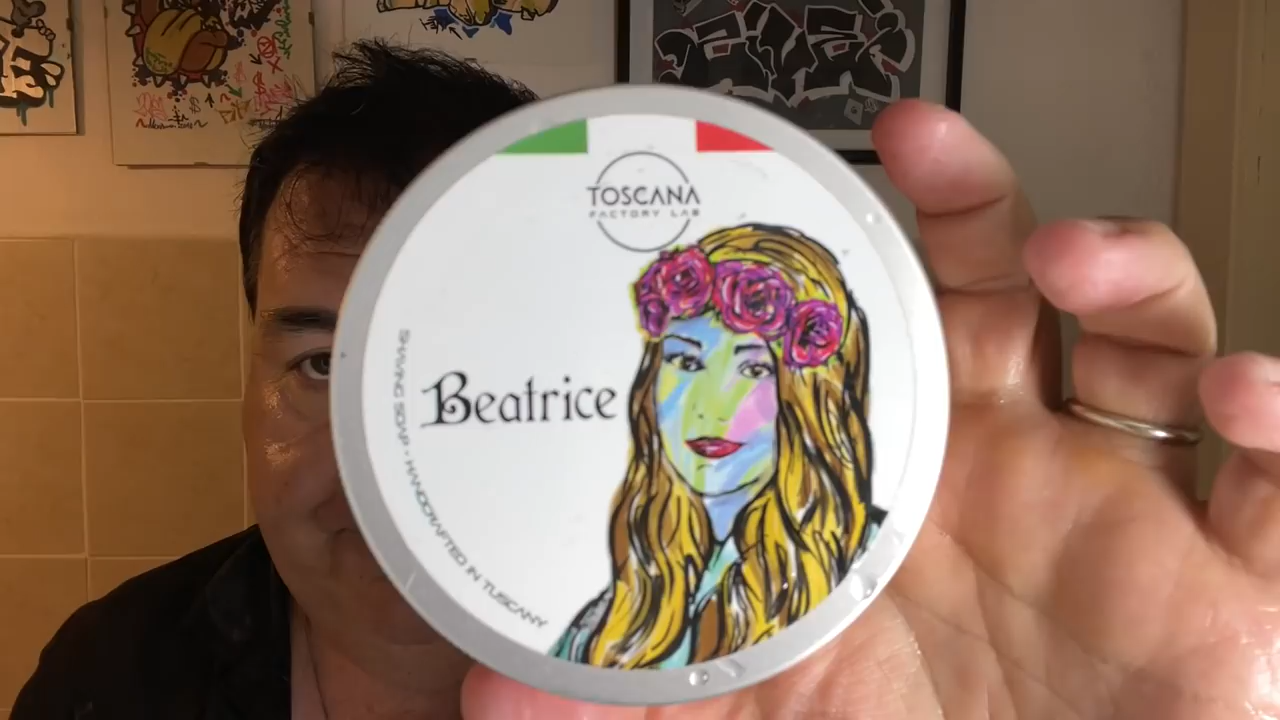 TOSCANA
FACTORY LAB
Beatrice
SHAVING SOAP - HANDCRAFTED IN TUSCANY